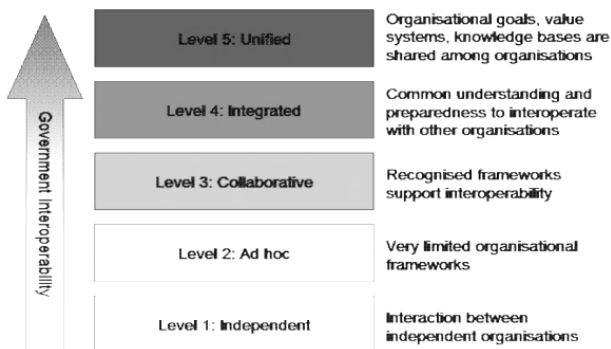 Government Interoperability
Level 5: Unified
Organisational goals, value
systems, knowledge bases are
shared among organisations
Level 4: Integrated
Common understanding and
preparedness to interoperate
with other organisations
Level 3: Collaborative
Recognised frameworks
support interoperability
Level 2: Ad hoc
Very limited organisational
frameworks
Level 1: Independent
Interaction between
independent organisations